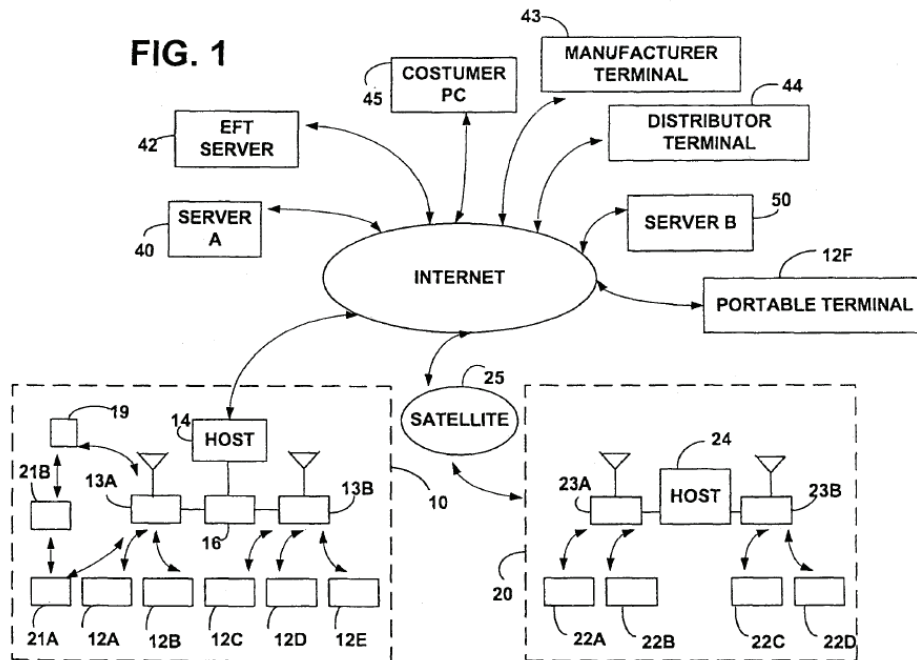 FIG. 1
43
MANUFACTURER
TERMINAL
45
COSTUMER
PC
44
DISTRIBUTOR
TERMINAL
42
EFT
SERVER
50
SERVER B
40
SERVER
A
INTERNET
12F
PORTABLE TERMINAL
25
SATELLITE
19
14
HOST
24
HOST
21B
13A
13B
10
23A
23B
16
20
21A
12A
12B
12C
12D
12E
22A
22B
22C
22D